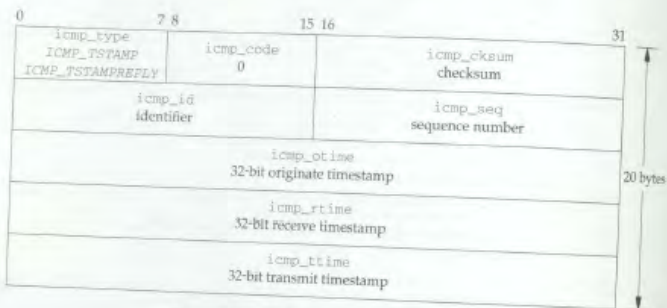 0 7 8 15 16 31
icmp_type
ICMP_TSTAMP
ICMP_TSTAMPREPLY
icmp_code
0
icmp_cksum
checksum
icmp_id
identifier
icmp_seq
sequence number
icmp_otime
32-bit originate timestamp
20 bytes
icmp_rtime
32-bit receive timestamp
icmp_ttime
32-bit transmit timestamp